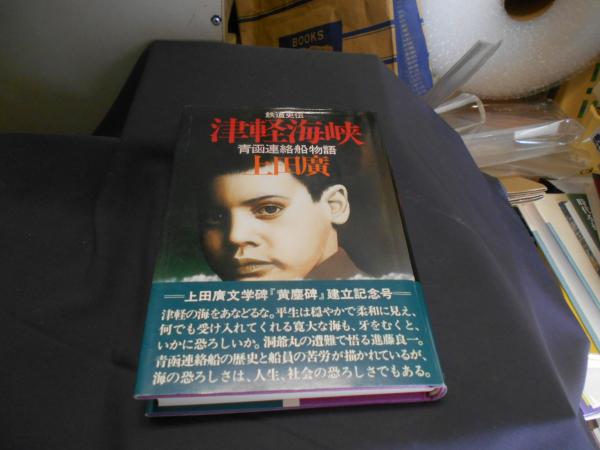 鉄道史伝
津軽海峡
青函連絡船物語
上田廣
上田廣文学碑『黄塵碑』建立記念号
津軽の海をあなどるな。平生は穏やかで柔和に見え、
何でも受け入れてくれる寛大な海も、牙をむくと、
いかに恐ろしいか。洞爺丸の遭難で悟る進藤良一。
青函連絡船の歴史と船員の苦労が描かれているが、
海の恐ろしさは、人生、社会の恐ろしさでもある。
BOOKS